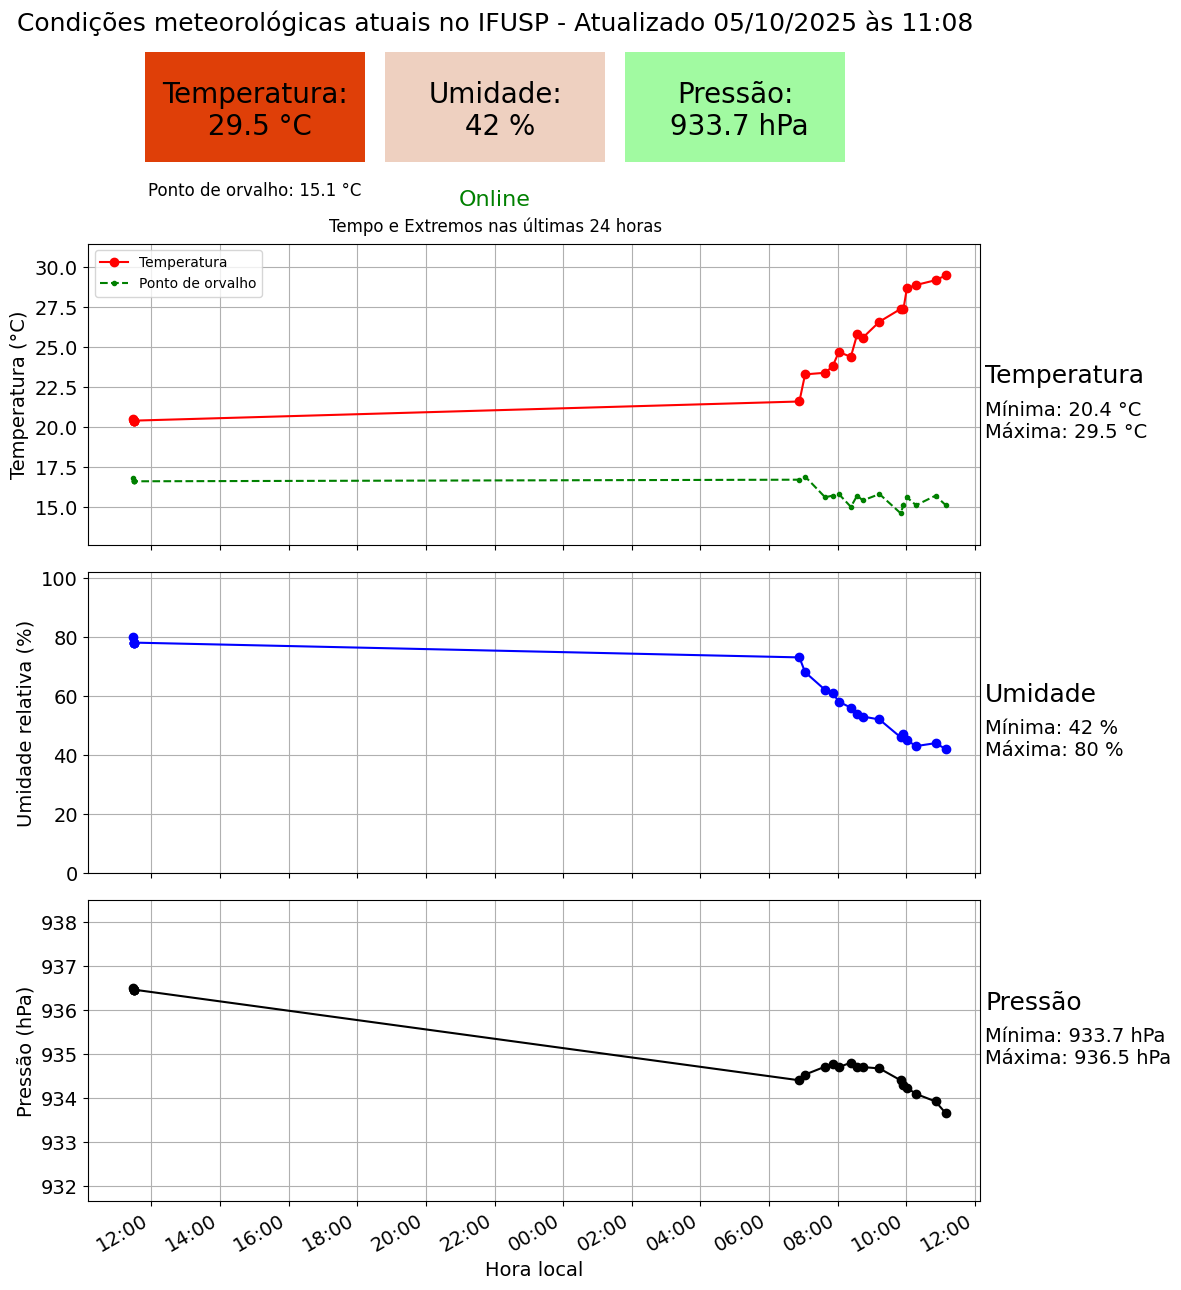 Condições meteorológicas atuais no IFUSP - Atualizado 05/10/2025 às 11:08
Temperatura:
29.5 °C
Umidade:
42 %
Pressão:
933.7 hPa
Ponto de orvalho: 15.1 °C
Online
Tempo e Extremos nas últimas 24 horas
Temperatura (°C)
30.0
27.5
25.0
22.5
20.0
17.5
15.0
Temperatura
Ponto de orvalho
Temperatura
Mínima: 20.4 °C
Máxima: 29.5 °C
Umidade relativa (%)
100
80
60
40
20
0
Umidade
Mínima: 42 %
Máxima: 80 %
Pressão (hPa)
938
937
936
935
934
933
932
Pressão
Mínima: 933.7 hPa
Máxima: 936.5 hPa
12:00
14:00
16:00
18:00
20:00
22:00
00:00
02:00
04:00
06:00
08:00
10:00
12:00
Hora local